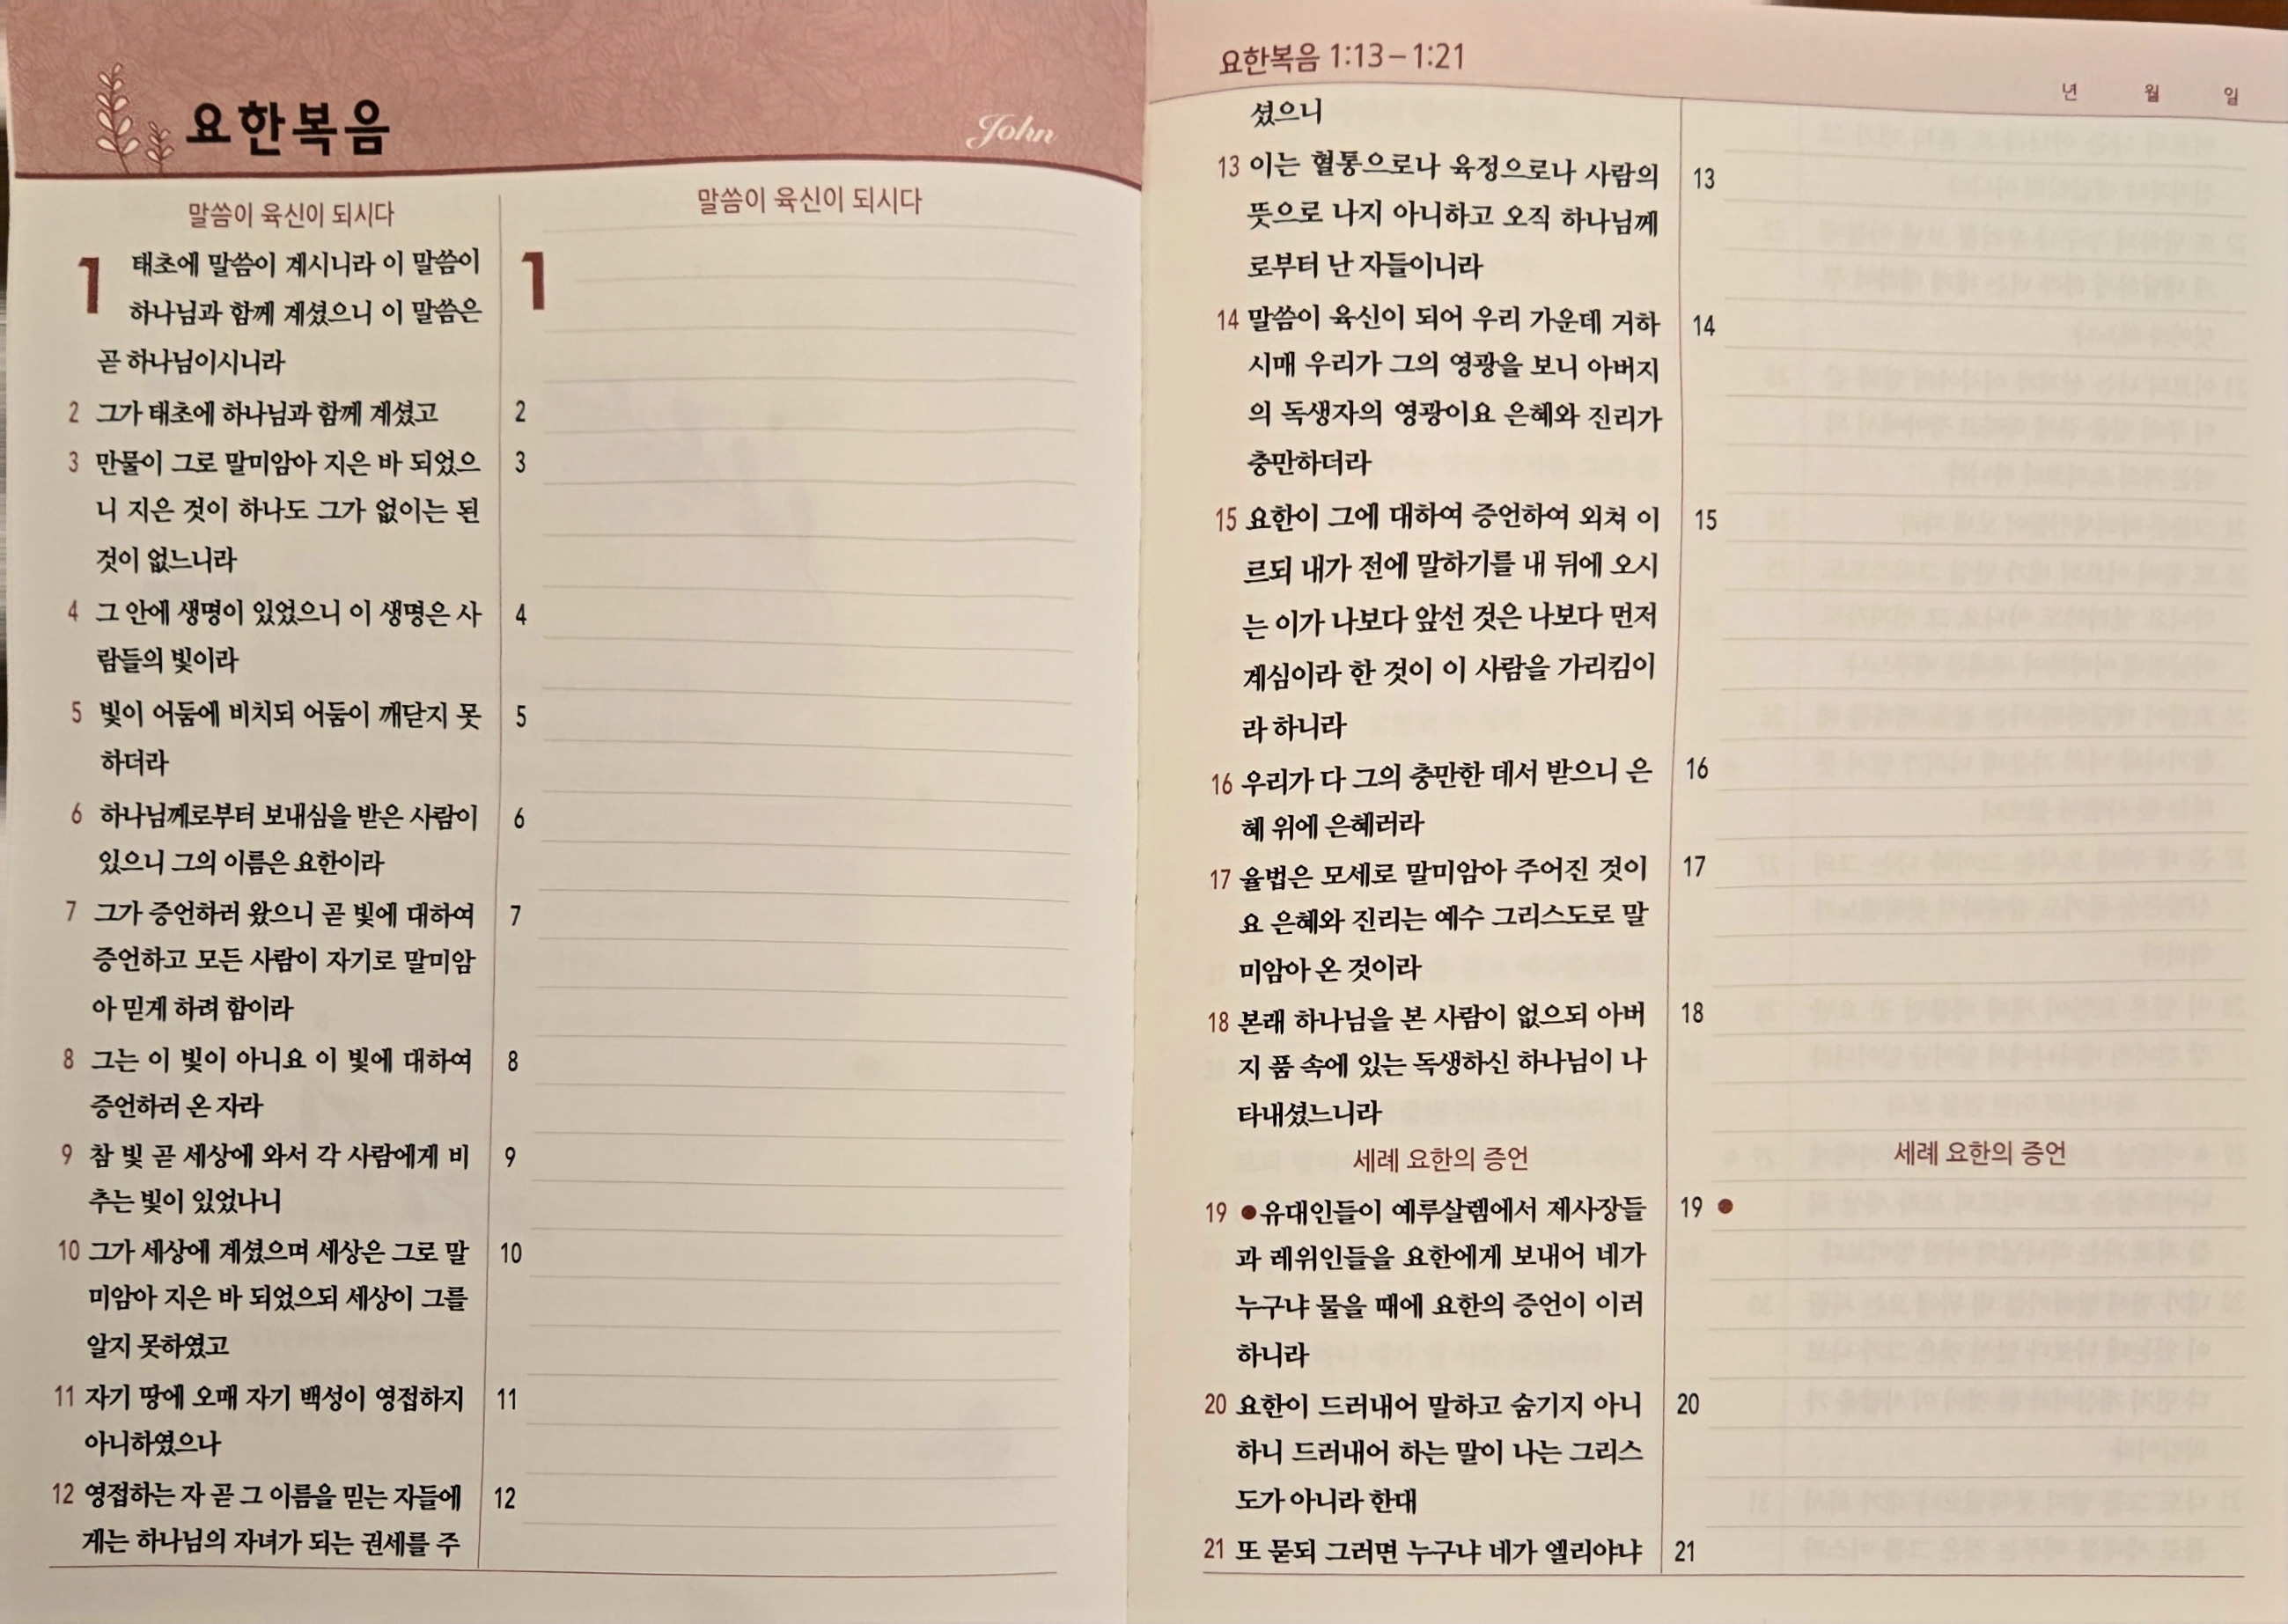 요한복음
John
말씀이 육신이 되시다
1 태초에 말씀이 계시니라 이 말씀이
하나님과 함께 계셨으니 이 말씀은
곧 하나님이시니라
2 그가 태초에 하나님과 함께 계셨고
3 만물이 그로 말미암아 지은 바 되었으
니 지은 것이 하나도 그가 없이는 된
것이 없느니라
4 그 안에 생명이 있었으니 이 생명은 사
람들의 빛이라
5 빛이 어둠에 비치되 어둠이 깨닫지 못
하더라
6 하나님께로부터 보내심을 받은 사람이
있으니 그의 이름은 요한이라
7 그가 증언하러 왔으니 곧 빛에 대하여
증언하고 모든 사람이 자기로 말미암
아 믿게 하려 함이라
8 그는 이 빛이 아니요 이 빛에 대하여
증언하러 온 자라
9 참 빛 곧 세상에 와서 각 사람에게 비
추는 빛이 있었나니
10 그가 세상에 계셨으며 세상은 그로 말
미암아 지은 바 되었으되 세상이 그를
알지 못하였고
11 자기 땅에 오매 자기 백성이 영접하지
아니하였으나
12 영접하는 자 곧 그 이름을 믿는 자들에
게는 하나님의 자녀가 되는 권세를 주
말씀이 육신이 되시다
1
2
3
4
5
6
7
8
9
10
11
12
요한복음 1:13-1:21
년 월 일
셨으니
13 이는 혈통으로나 육정으로나 사람의
뜻으로 나지 아니하고 오직 하나님께
로부터 난 자들이니라
14 말씀이 육신이 되어 우리 가운데 거하
시매 우리가 그의 영광을 보니 아버지
의 독생자의 영광이요 은혜와 진리가
충만하더라
15 요한이 그에 대하여 증언하여 외쳐 이
르되 내가 전에 말하기를 내 뒤에 오시
는 이가 나보다 앞선 것은 나보다 먼저
계심이라 한 것이 이 사람을 가리킴이
라 하니라
16 우리가 다 그의 충만한 데서 받으니 은
혜 위에 은혜러라
17 율법은 모세로 말미암아 주어진 것이
요 은혜와 진리는 예수 그리스도로 말
미암아 온 것이라
18 본래 하나님을 본 사람이 없으되 아버
지 품 속에 있는 독생하신 하나님이 나
타내셨느니라
세례 요한의 증언
19 ●유대인들이 예루살렘에서 제사장들
과 레위인들을 요한에게 보내어 네가
누구냐 물을 때에 요한의 증언이 이러
하니라
20 요한이 드러내어 말하고 숨기지 아니
하니 드러내어 하는 말이 나는 그리스
도가 아니라 한대
21 또 묻되 그러면 누구냐 네가 엘리야냐
13
14
15
16
17
18
세례 요한의 증언
19 ●
20
21